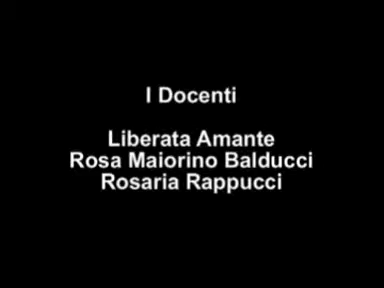 I Docenti
Liberata Amante
Rosa Maiorino Balducci
Rosaria Rappucci